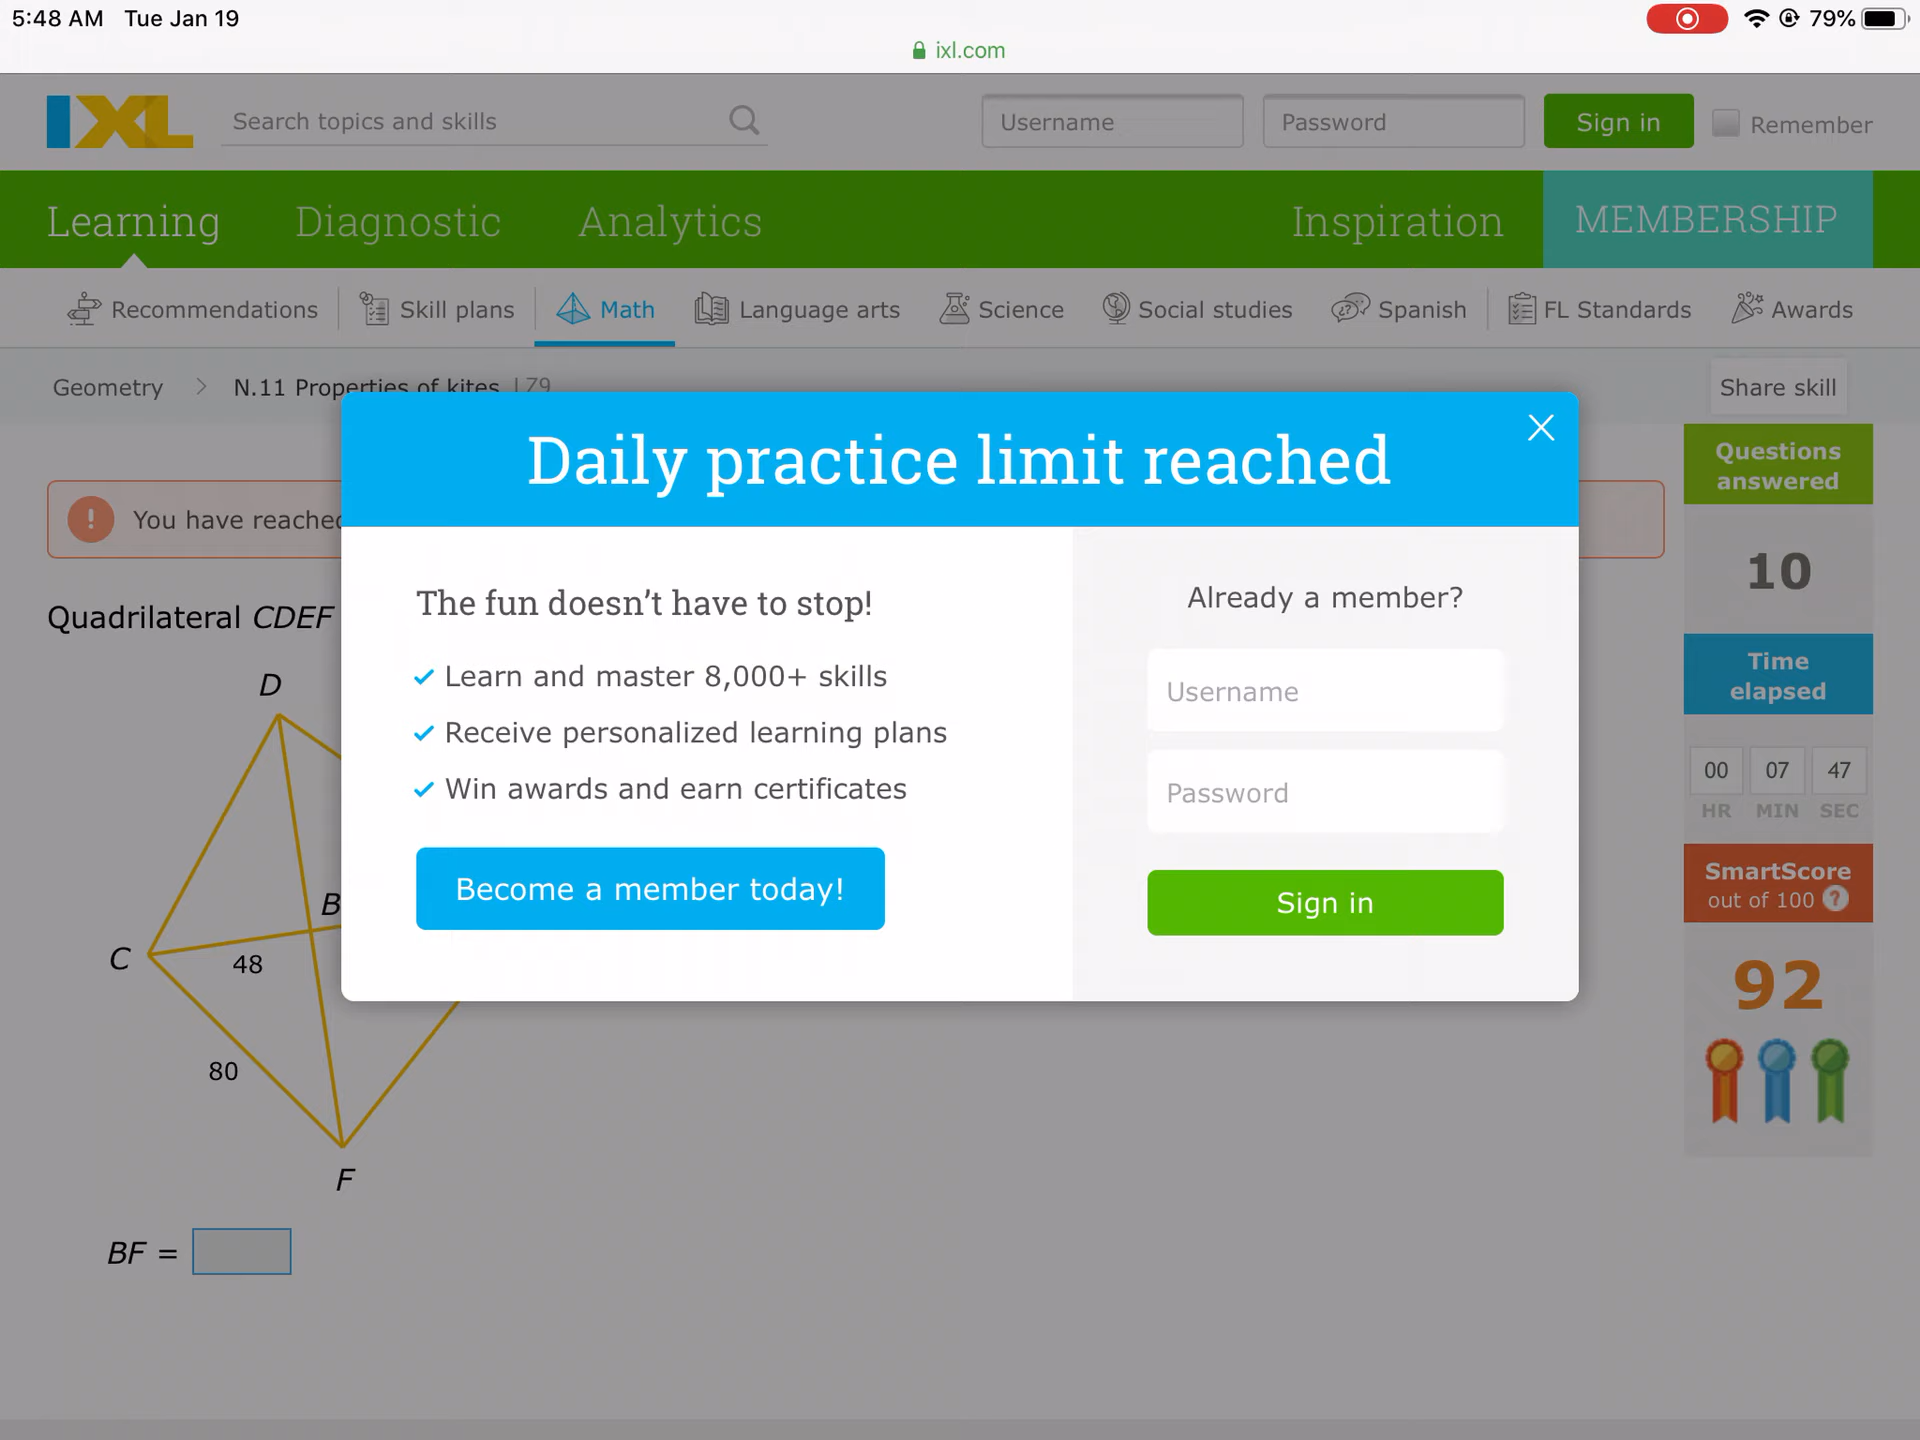 5:48 AM Tue Jan 19 79%
ixl.com
IXL Search topics and skills Username Password Sign in Remember
Learning Diagnostic Analytics Inspiration MEMBERSHIP
Recommendations Skill plans Math Language arts Science Social studies Spanish FL Standards Awards
Geometry > N.11 Properties of kites Share skill
Daily practice limit reached
You have reached
The fun doesn't have to stop!
Learn and master 8,000+ skills
Receive personalized learning plans
Win awards and earn certificates
Become a member today!
Already a member?
Username
Password
Sign in
Quadrilateral CDEF
D
B
C
48
80
F
BF =
Questions
answered
10
Time
elapsed
00 07 47
HR MIN SEC
SmartScore
out of 100 ?
92